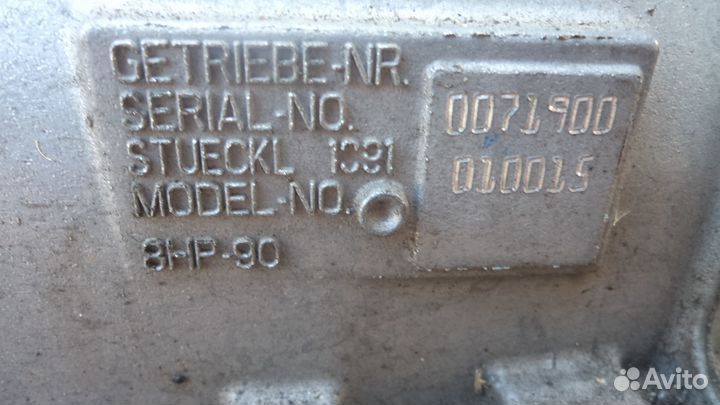 GETRIEBE-NR.
SERIAL-NO. 0071900
STUECKL 1091 010015
MODEL-NO.
8HP-90
Avito